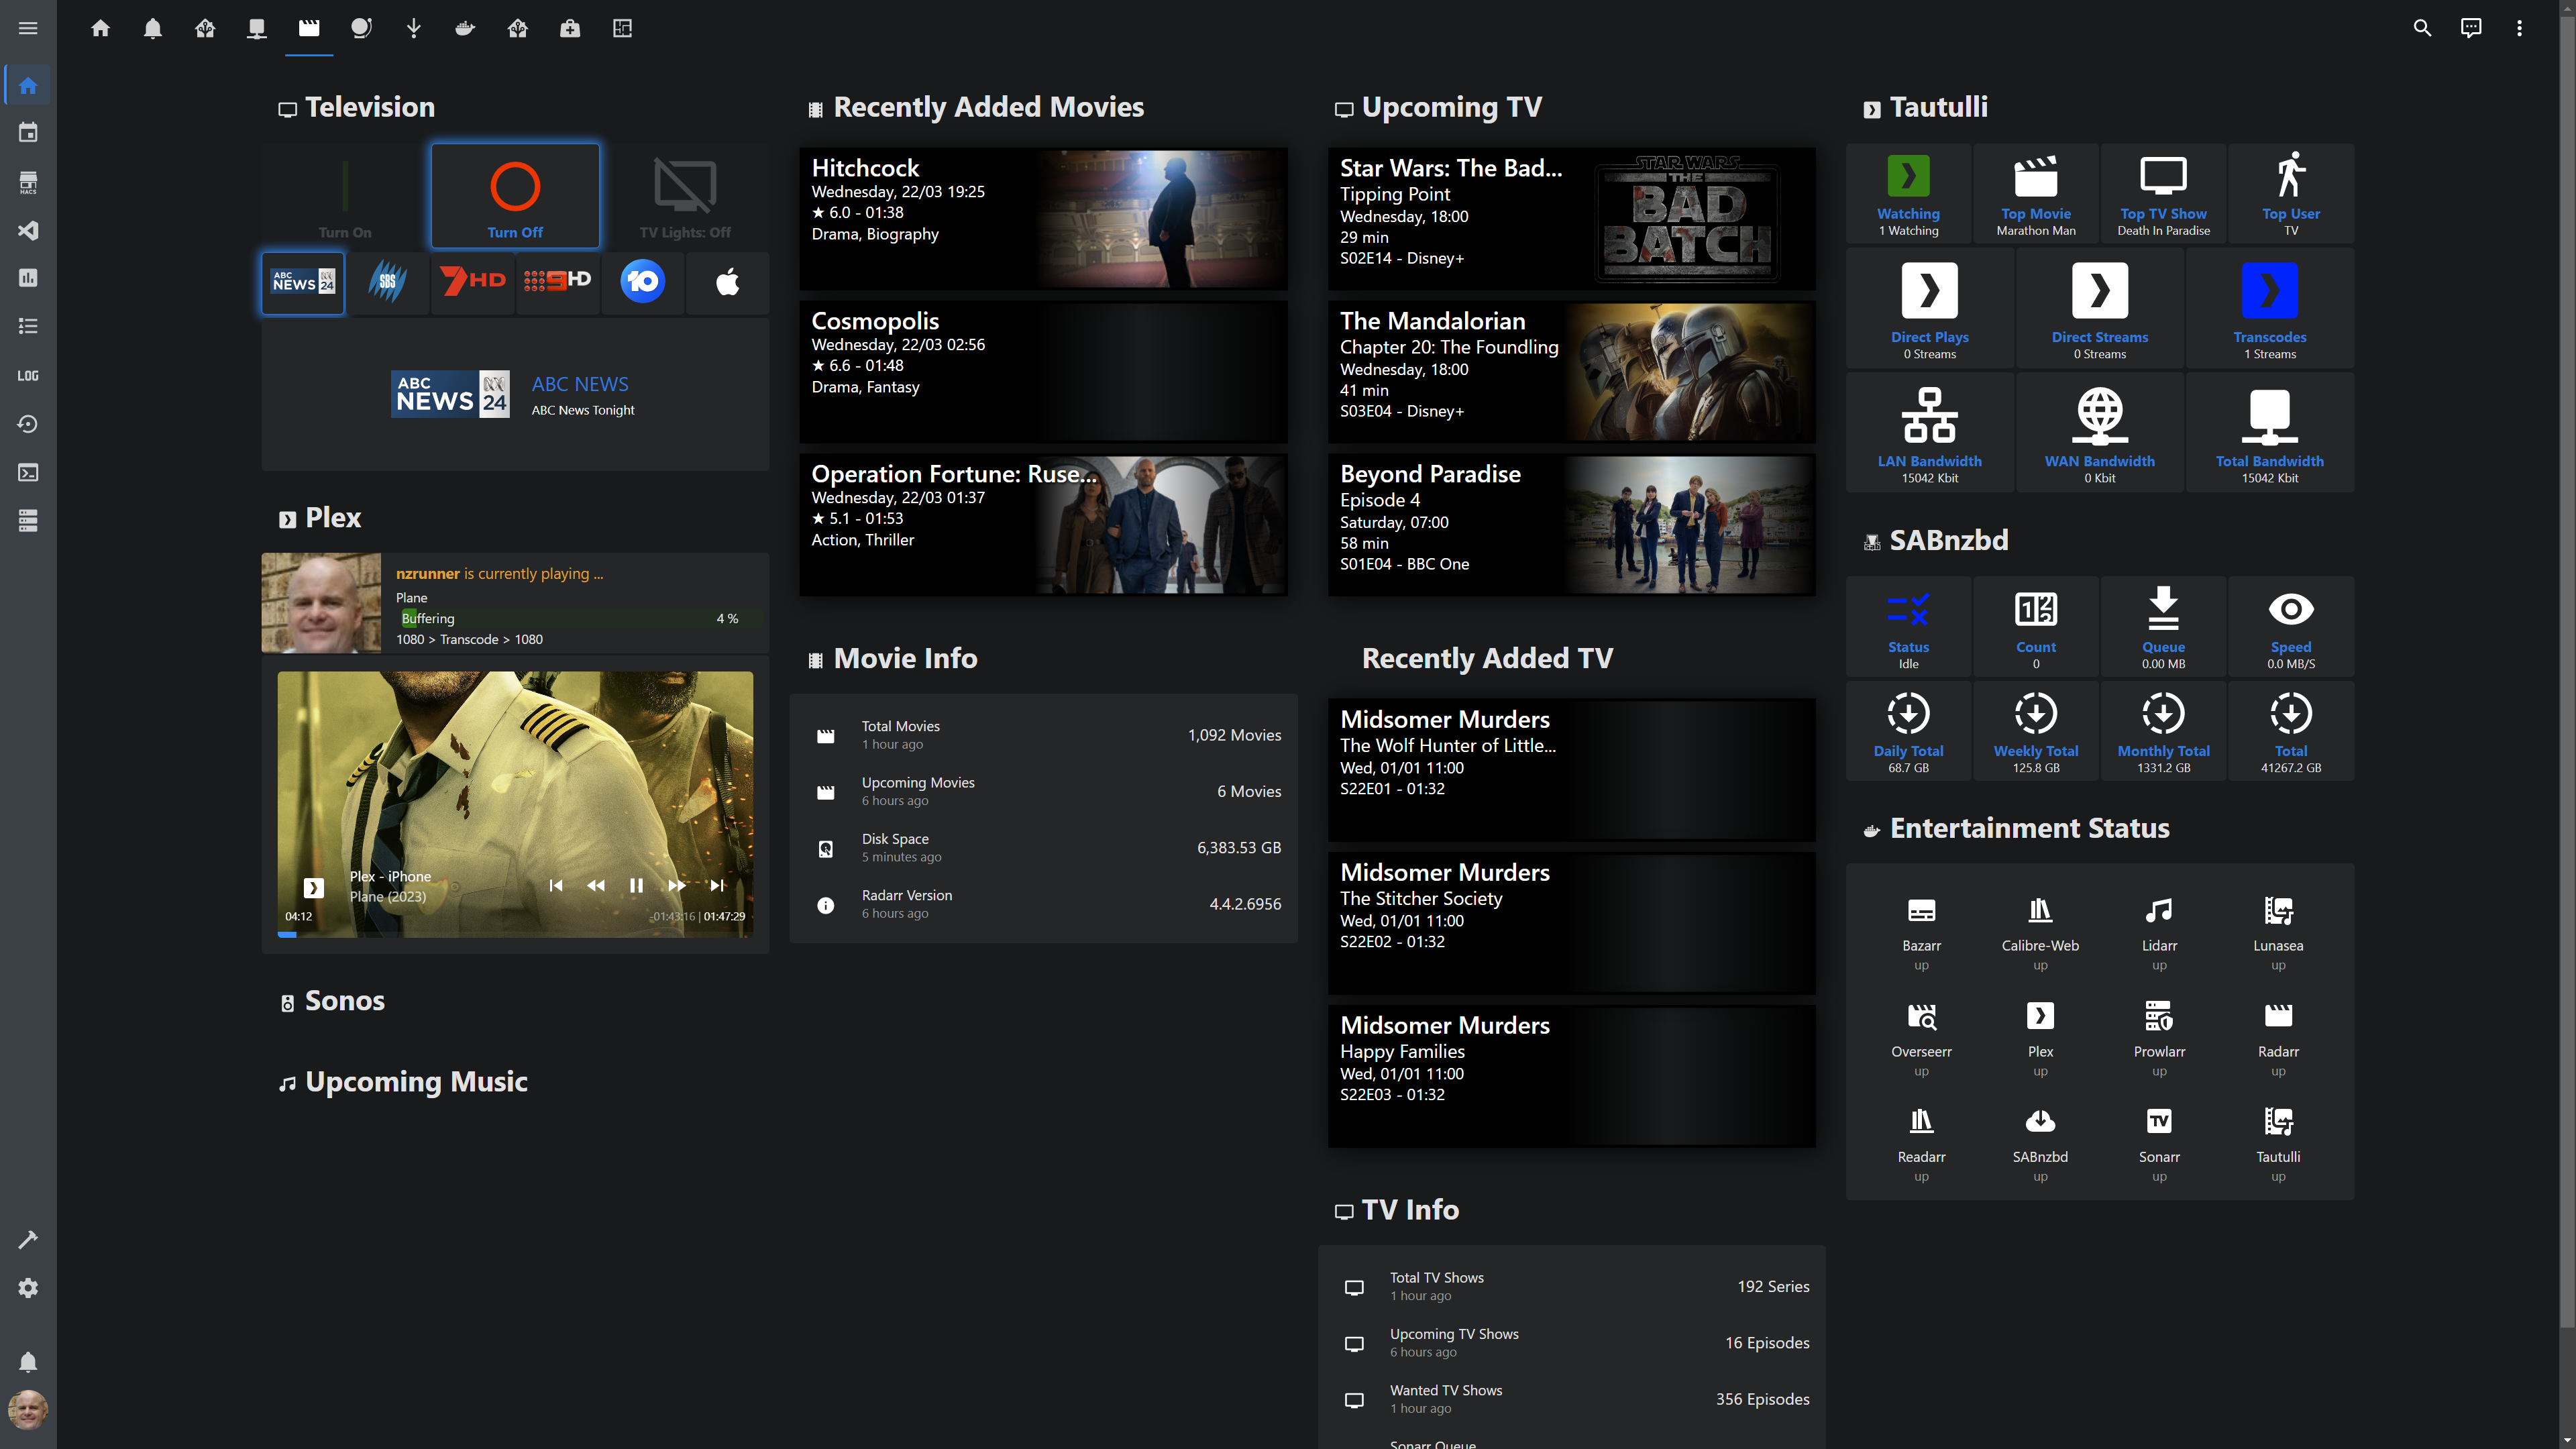 HACS
LOG
Television
Turn On
Turn Off
TV Lights: Off
ABC NEWS 24
SBS
7HD
9HD
10
ABC NEWS 24
ABC NEWS
ABC News Tonight
Plex
nzrunner is currently playing ...
Plane
Buffering
4 %
1080 > Transcode > 1080
Plex - iPhone
Plane (2023)
04:12
-01:43:16 | 01:47:29
Sonos
Upcoming Music
Recently Added Movies
Hitchcock
Wednesday, 22/03 19:25
★ 6.0 - 01:38
Drama, Biography
Cosmopolis
Wednesday, 22/03 02:56
★ 6.6 - 01:48
Drama, Fantasy
Operation Fortune: Ruse...
Wednesday, 22/03 01:37
★ 5.1 - 01:53
Action, Thriller
Movie Info
Total Movies
1 hour ago
1,092 Movies
Upcoming Movies
6 hours ago
6 Movies
Disk Space
5 minutes ago
6,383.53 GB
Radarr Version
6 hours ago
4.4.2.6956
Upcoming TV
Star Wars: The Bad...
Tipping Point
Wednesday, 18:00
29 min
S02E14 - Disney+
STAR WARS
THE
BAD
BATCH
The Mandalorian
Chapter 20: The Foundling
Wednesday, 18:00
41 min
S03E04 - Disney+
Beyond Paradise
Episode 4
Saturday, 07:00
58 min
S01E04 - BBC One
Recently Added TV
Midsomer Murders
The Wolf Hunter of Little...
Wed, 01/01 11:00
S22E01 - 01:32
Midsomer Murders
The Stitcher Society
Wed, 01/01 11:00
S22E02 - 01:32
Midsomer Murders
Happy Families
Wed, 01/01 11:00
S22E03 - 01:32
TV Info
Total TV Shows
1 hour ago
192 Series
Upcoming TV Shows
6 hours ago
16 Episodes
Wanted TV Shows
1 hour ago
356 Episodes
Sonarr Queue
Tautulli
Watching
1 Watching
Top Movie
Marathon Man
Top TV Show
Death In Paradise
Top User
TV
Direct Plays
0 Streams
Direct Streams
0 Streams
Transcodes
1 Streams
LAN Bandwidth
15042 Kbit
WAN Bandwidth
0 Kbit
Total Bandwidth
15042 Kbit
SABnzbd
Status
Idle
Count
0
Queue
0.00 MB
Speed
0.0 MB/S
Daily Total
68.7 GB
Weekly Total
125.8 GB
Monthly Total
1331.2 GB
Total
41267.2 GB
Entertainment Status
Bazarr
up
Calibre-Web
up
Lidarr
up
Lunasea
up
Overseerr
up
Plex
up
Prowlarr
up
Radarr
up
Readarr
up
SABnzbd
up
TV
Sonarr
up
Tautulli
up